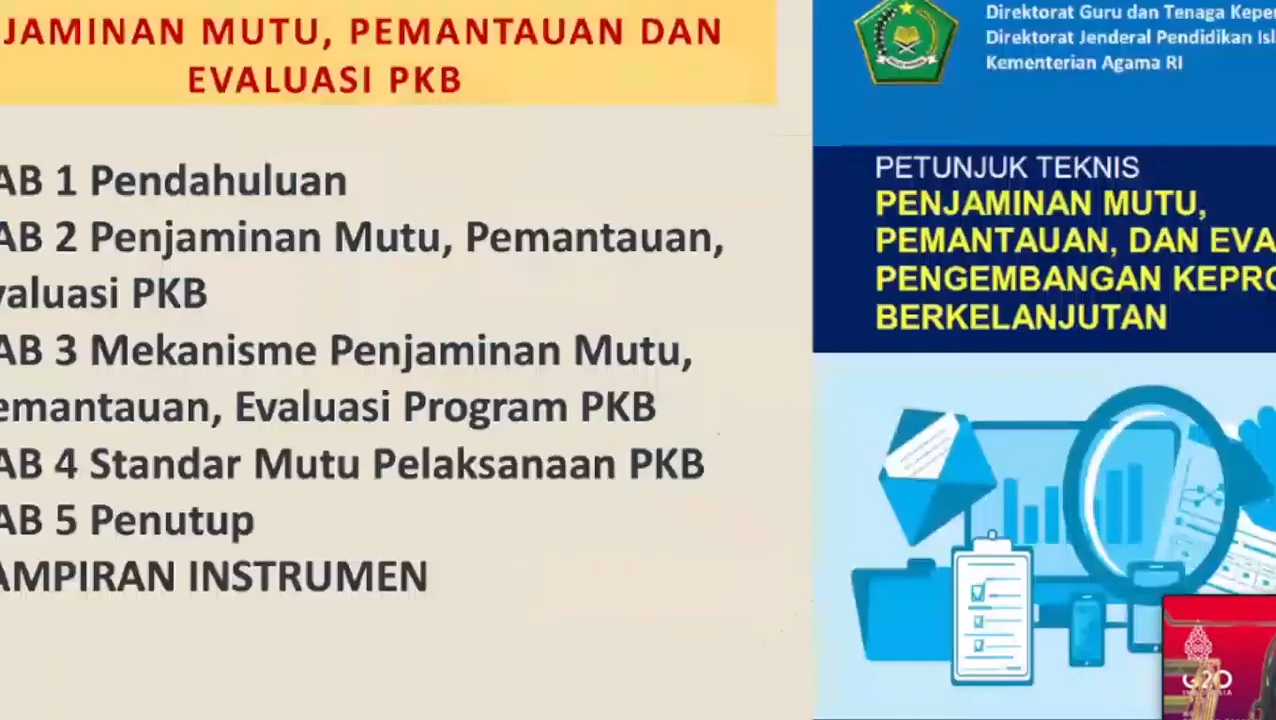 JAMINAN MUTU, PEMANTAUAN DAN
EVALUASI PKB
AB 1 Pendahuluan
AB 2 Penjaminan Mutu, Pemantauan,
valuasi PKB
AB 3 Mekanisme Penjaminan Mutu,
emantauan, Evaluasi Program PKB
AB 4 Standar Mutu Pelaksanaan PKB
AB 5 Penutup
AMPIRAN INSTRUMEN
Direktorat Guru dan Tenaga Kepe
Direktorat Jenderal Pendidikan Isl
Kementerian Agama RI
PETUNJUK TEKNIS
PENJAMINAN MUTU,
PEMANTAUAN, DAN EVA
PENGEMBANGAN KEPRO
BERKELANJUTAN
G20
INDONESIA